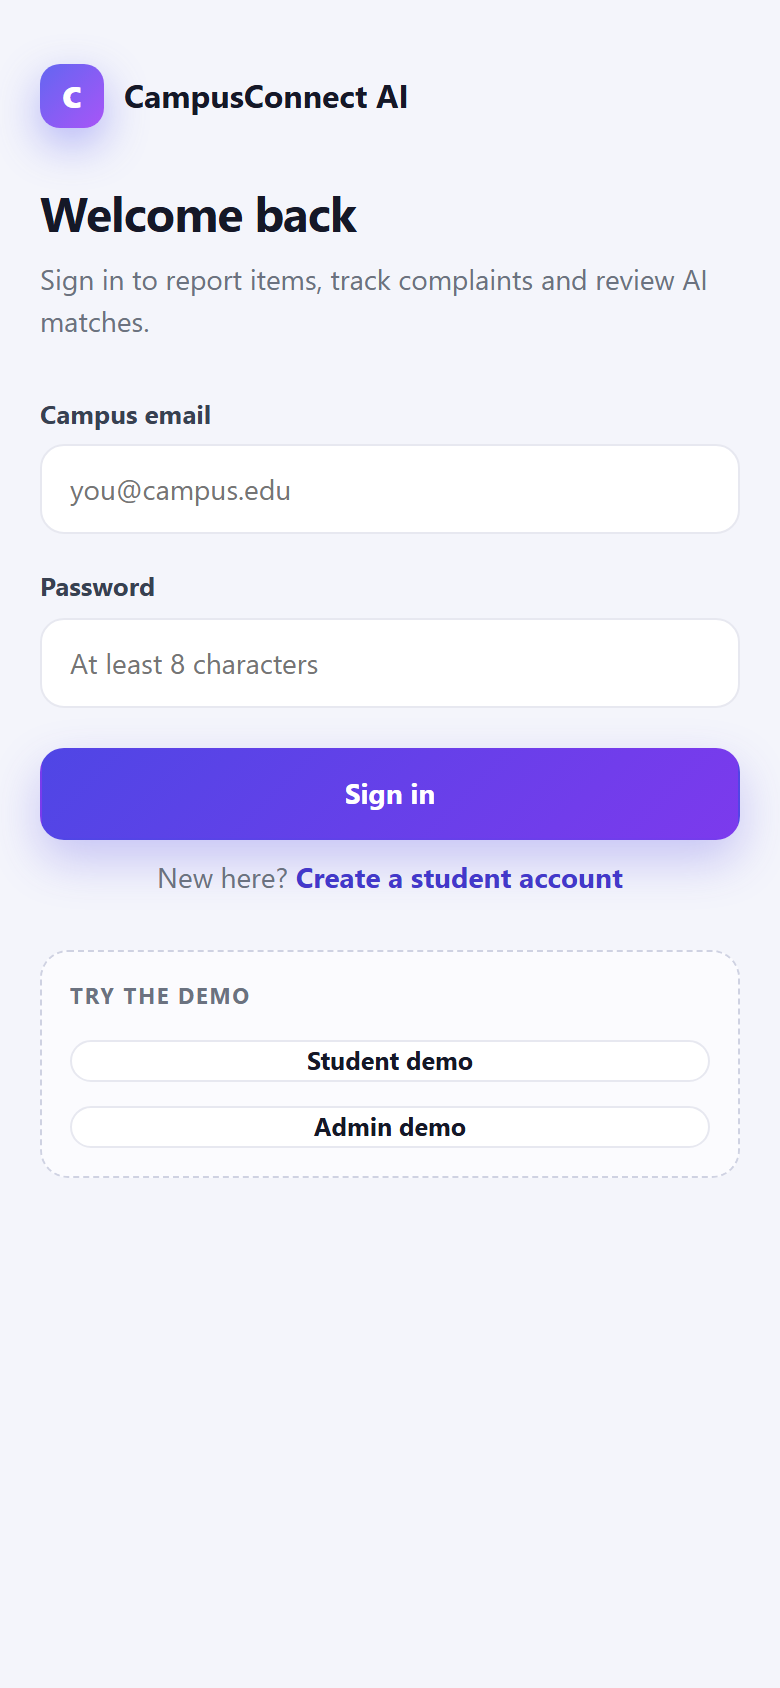 C
CampusConnect AI
Welcome back
Sign in to report items, track complaints and review AI
matches.
Campus email
you@campus.edu
Password
At least 8 characters
Sign in
New here? Create a student account
TRY THE DEMO
Student demo
Admin demo